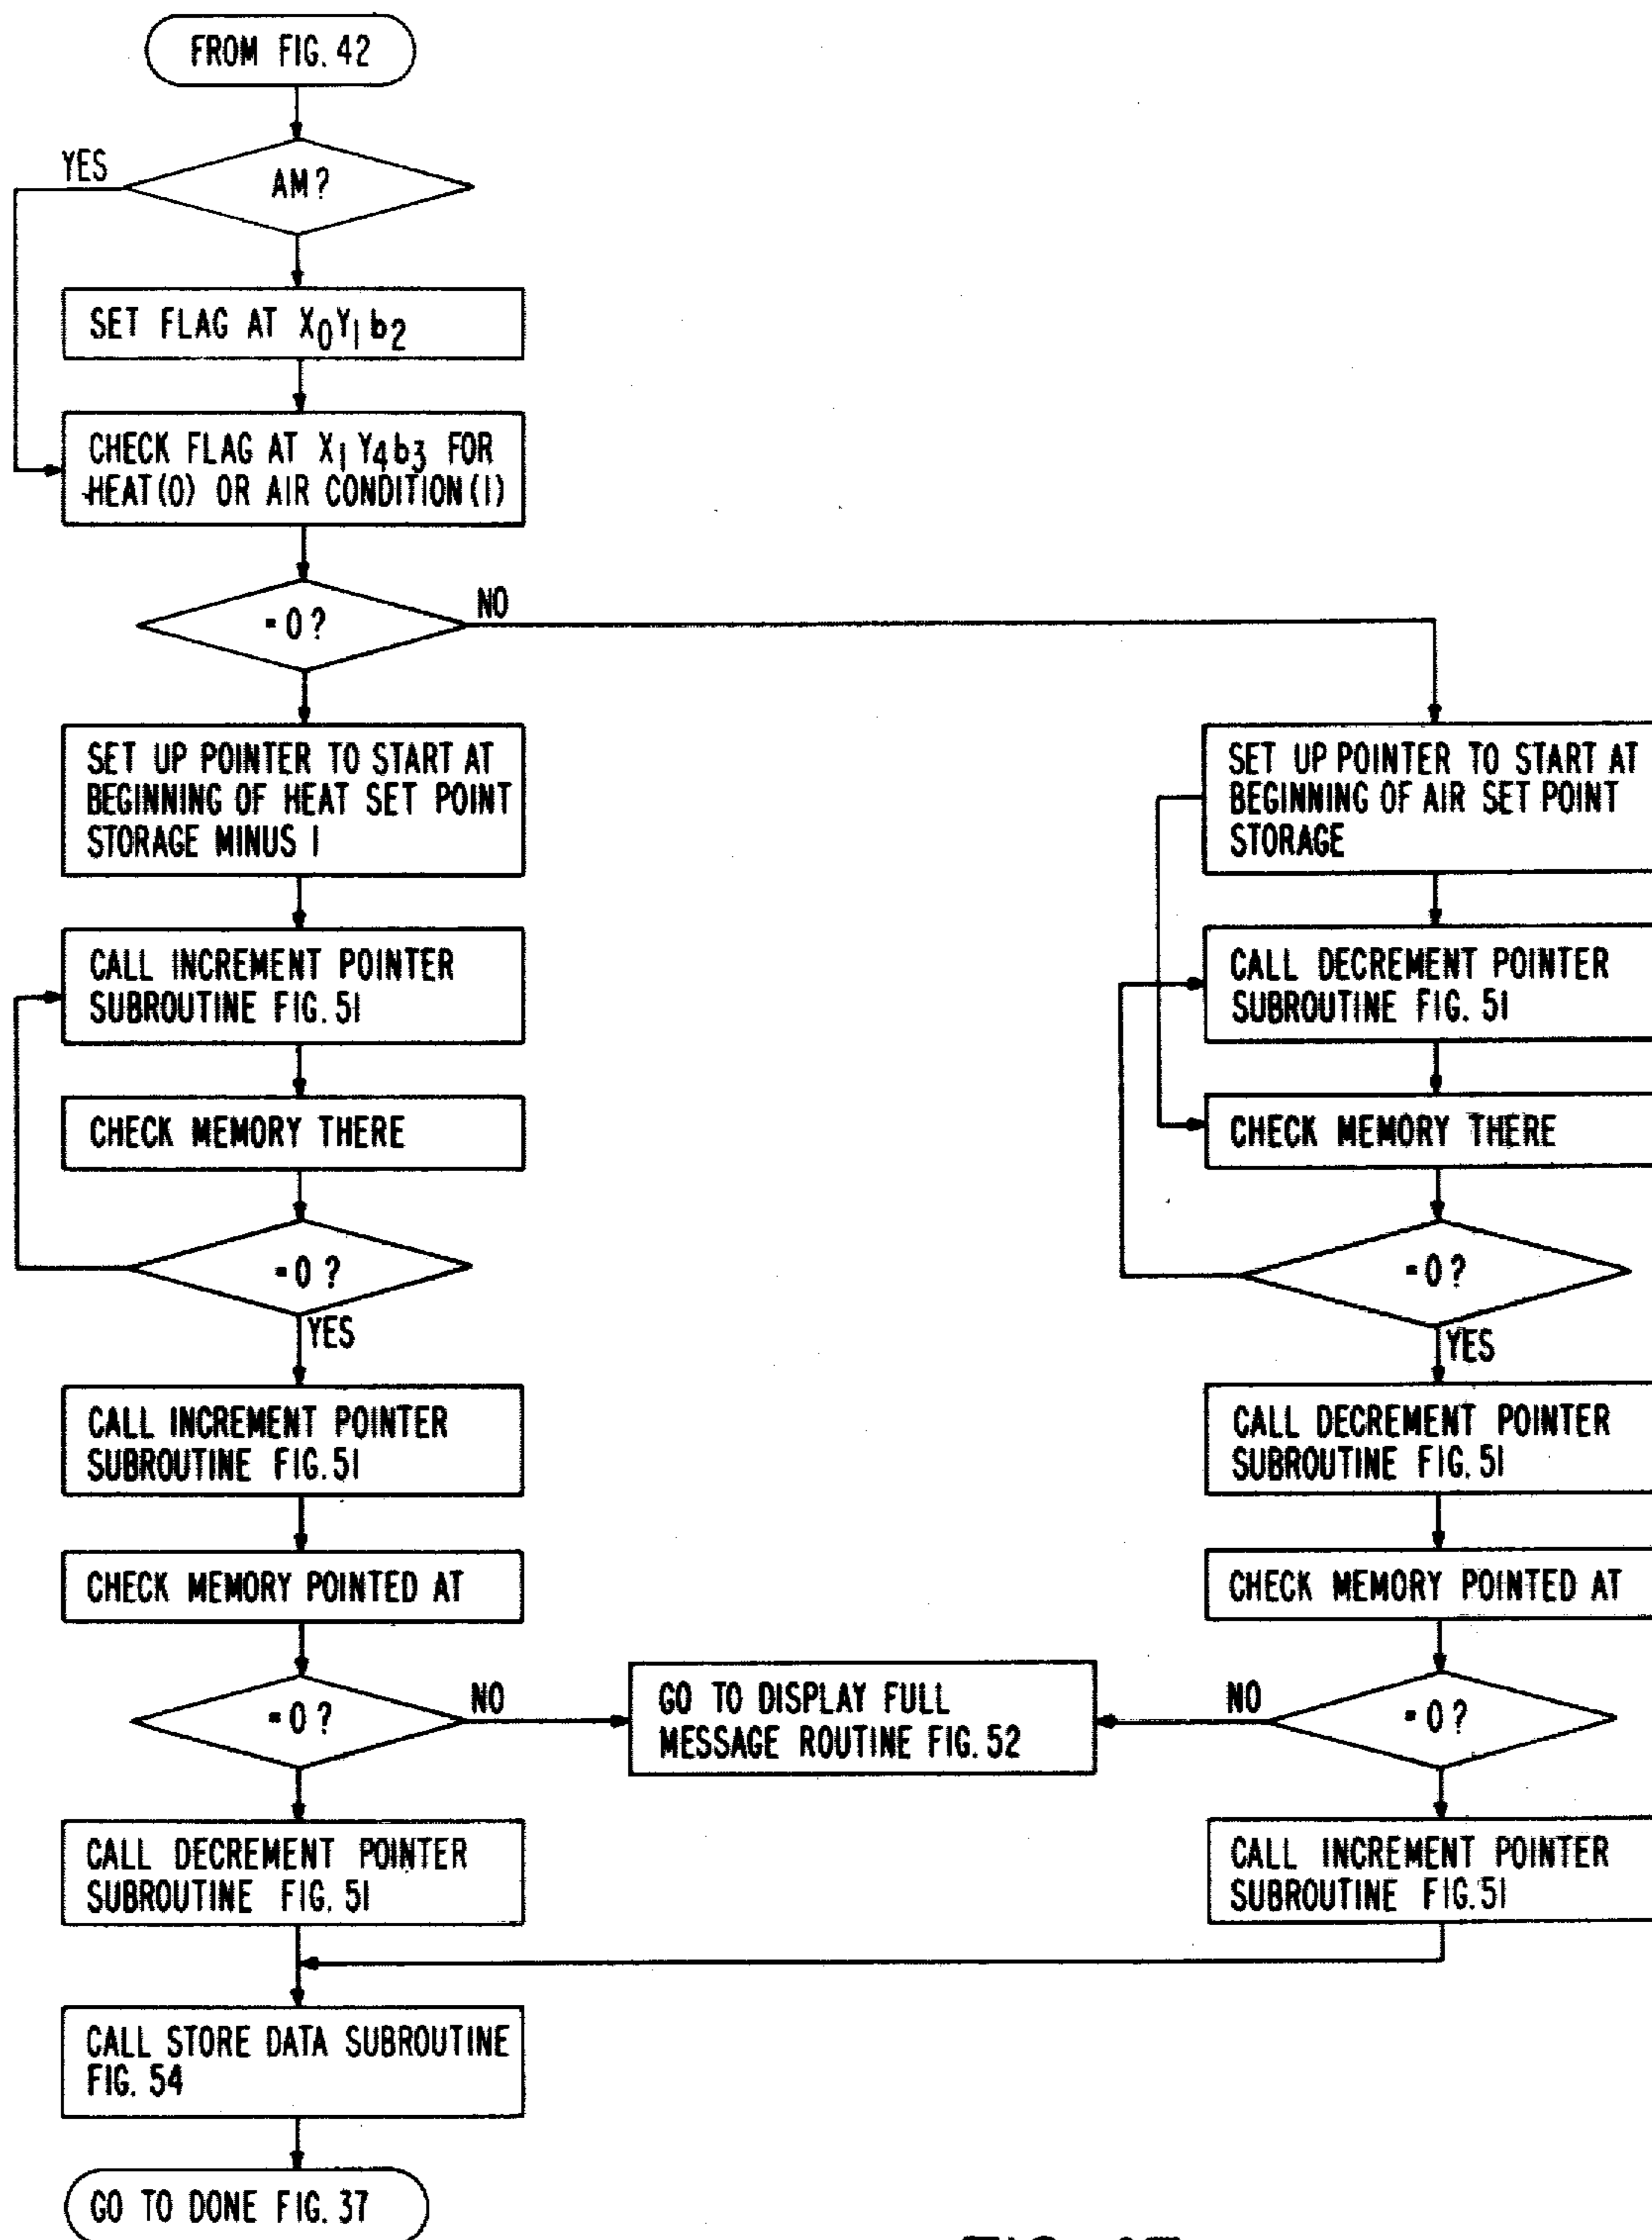 FROM FIG. 42
YES
AM?
SET FLAG AT X₀Y₁b₂
CHECK FLAG AT X₁Y₄b₃ FOR
HEAT(0) OR AIR CONDITION(1)
=0?
NO
SET UP POINTER TO START AT
BEGINNING OF HEAT SET POINT
STORAGE MINUS 1
CALL INCREMENT POINTER
SUBROUTINE FIG. 51
CHECK MEMORY THERE
=0?
YES
CALL INCREMENT POINTER
SUBROUTINE FIG. 51
CHECK MEMORY POINTED AT
=0?
NO
GO TO DISPLAY FULL
MESSAGE ROUTINE FIG. 52
CALL DECREMENT POINTER
SUBROUTINE FIG. 51
SET UP POINTER TO START AT
BEGINNING OF AIR SET POINT
STORAGE
CALL DECREMENT POINTER
SUBROUTINE FIG. 51
CHECK MEMORY THERE
=0?
YES
CALL DECREMENT POINTER
SUBROUTINE FIG. 51
CHECK MEMORY POINTED AT
NO
=0?
CALL INCREMENT POINTER
SUBROUTINE FIG. 51
CALL STORE DATA SUBROUTINE
FIG. 54
GO TO DONE FIG. 37